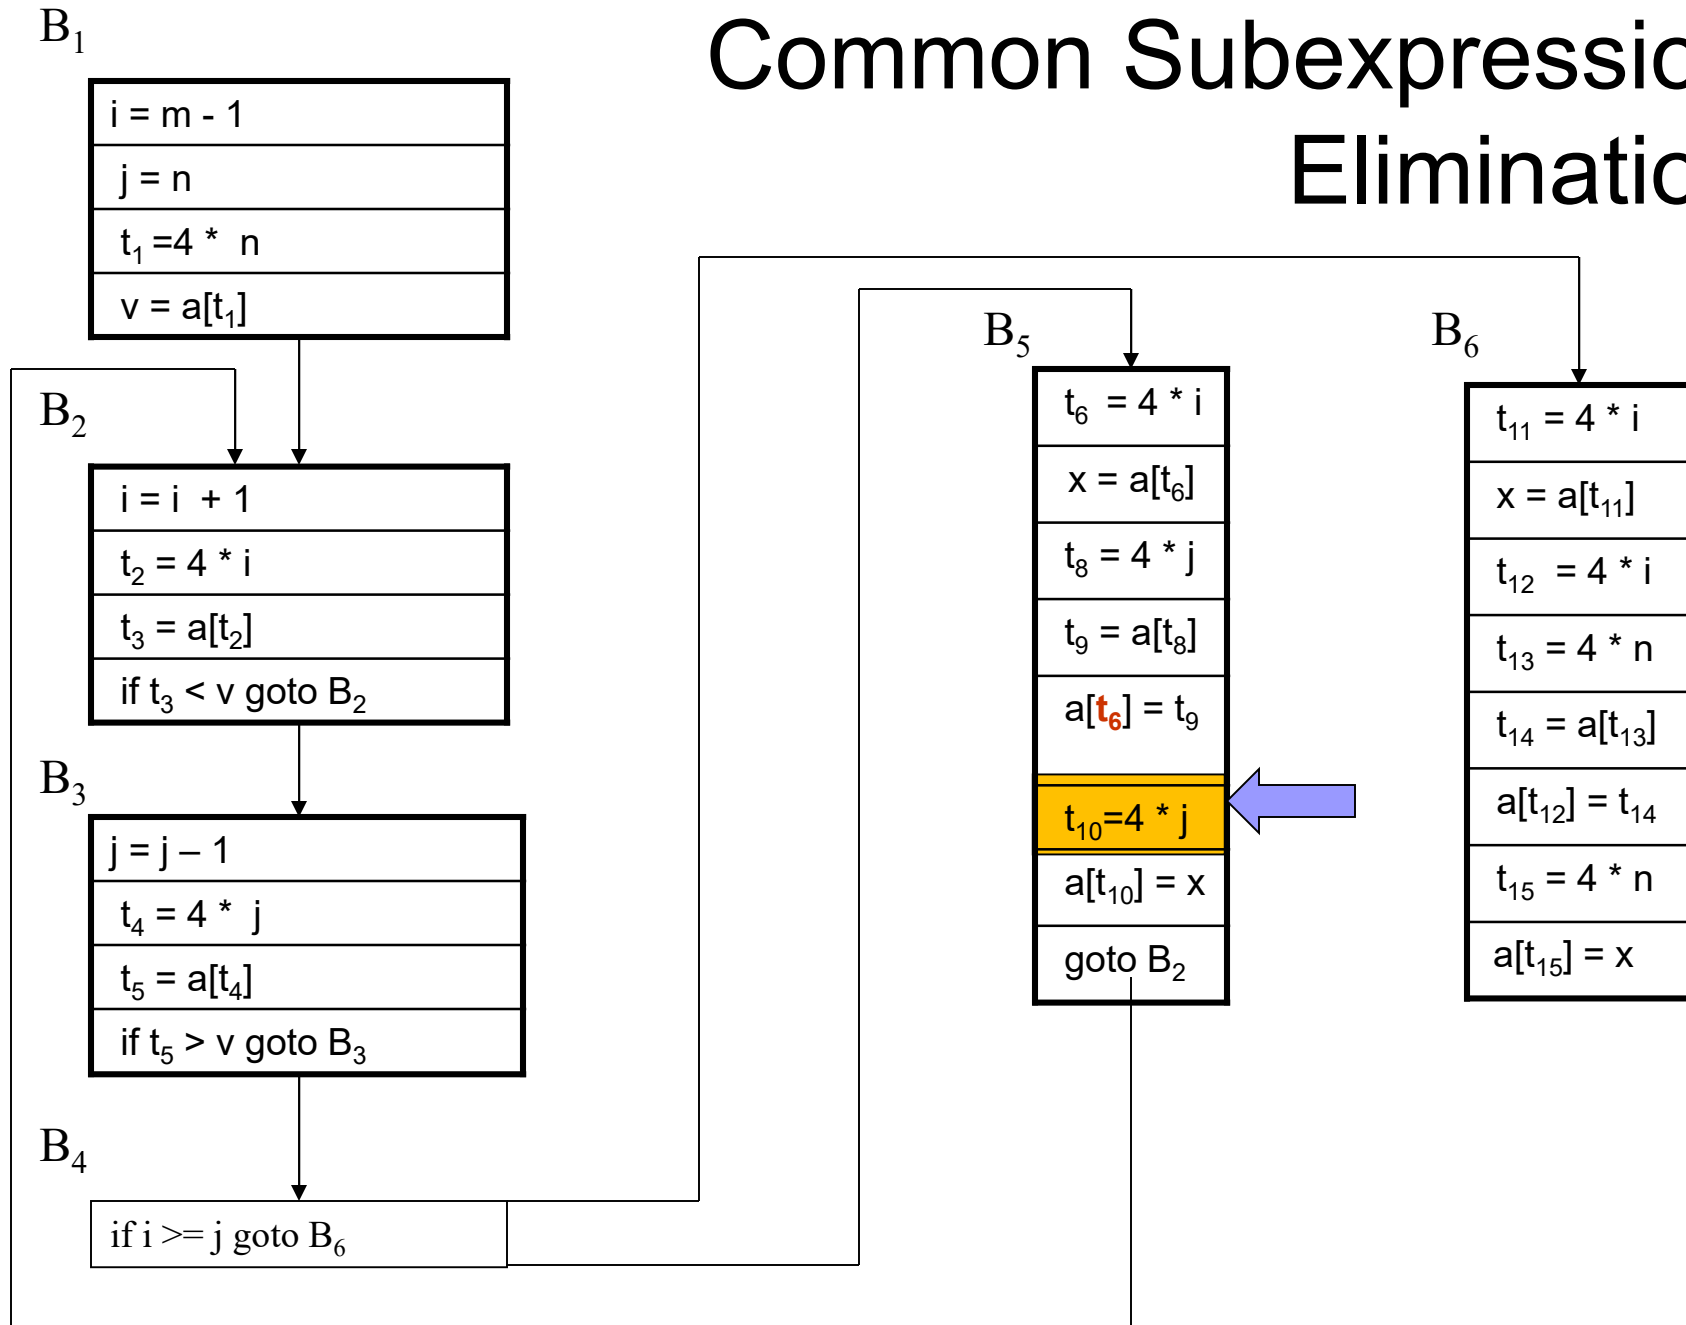 Common Subexpressio
Eliminatio
B₁
i = m - 1
j = n
t₁ =4 * n
v = a[t₁]
B₂
i = i + 1
t₂ = 4 * i
t₃ = a[t₂]
if t₃ < v goto B₂
B₃
j = j – 1
t₄ = 4 * j
t₅ = a[t₄]
if t₅ > v goto B₃
B₄
if i >= j goto B₆
B₅
t₆ = 4 * i
x = a[t₆]
t₈ = 4 * j
t₉ = a[t₈]
a[t₆] = t₉
t₁₀=4 * j
a[t₁₀] = x
goto B₂
B₆
t₁₁ = 4 * i
x = a[t₁₁]
t₁₂ = 4 * i
t₁₃ = 4 * n
t₁₄ = a[t₁₃]
a[t₁₂] = t₁₄
t₁₅ = 4 * n
a[t₁₅] = x